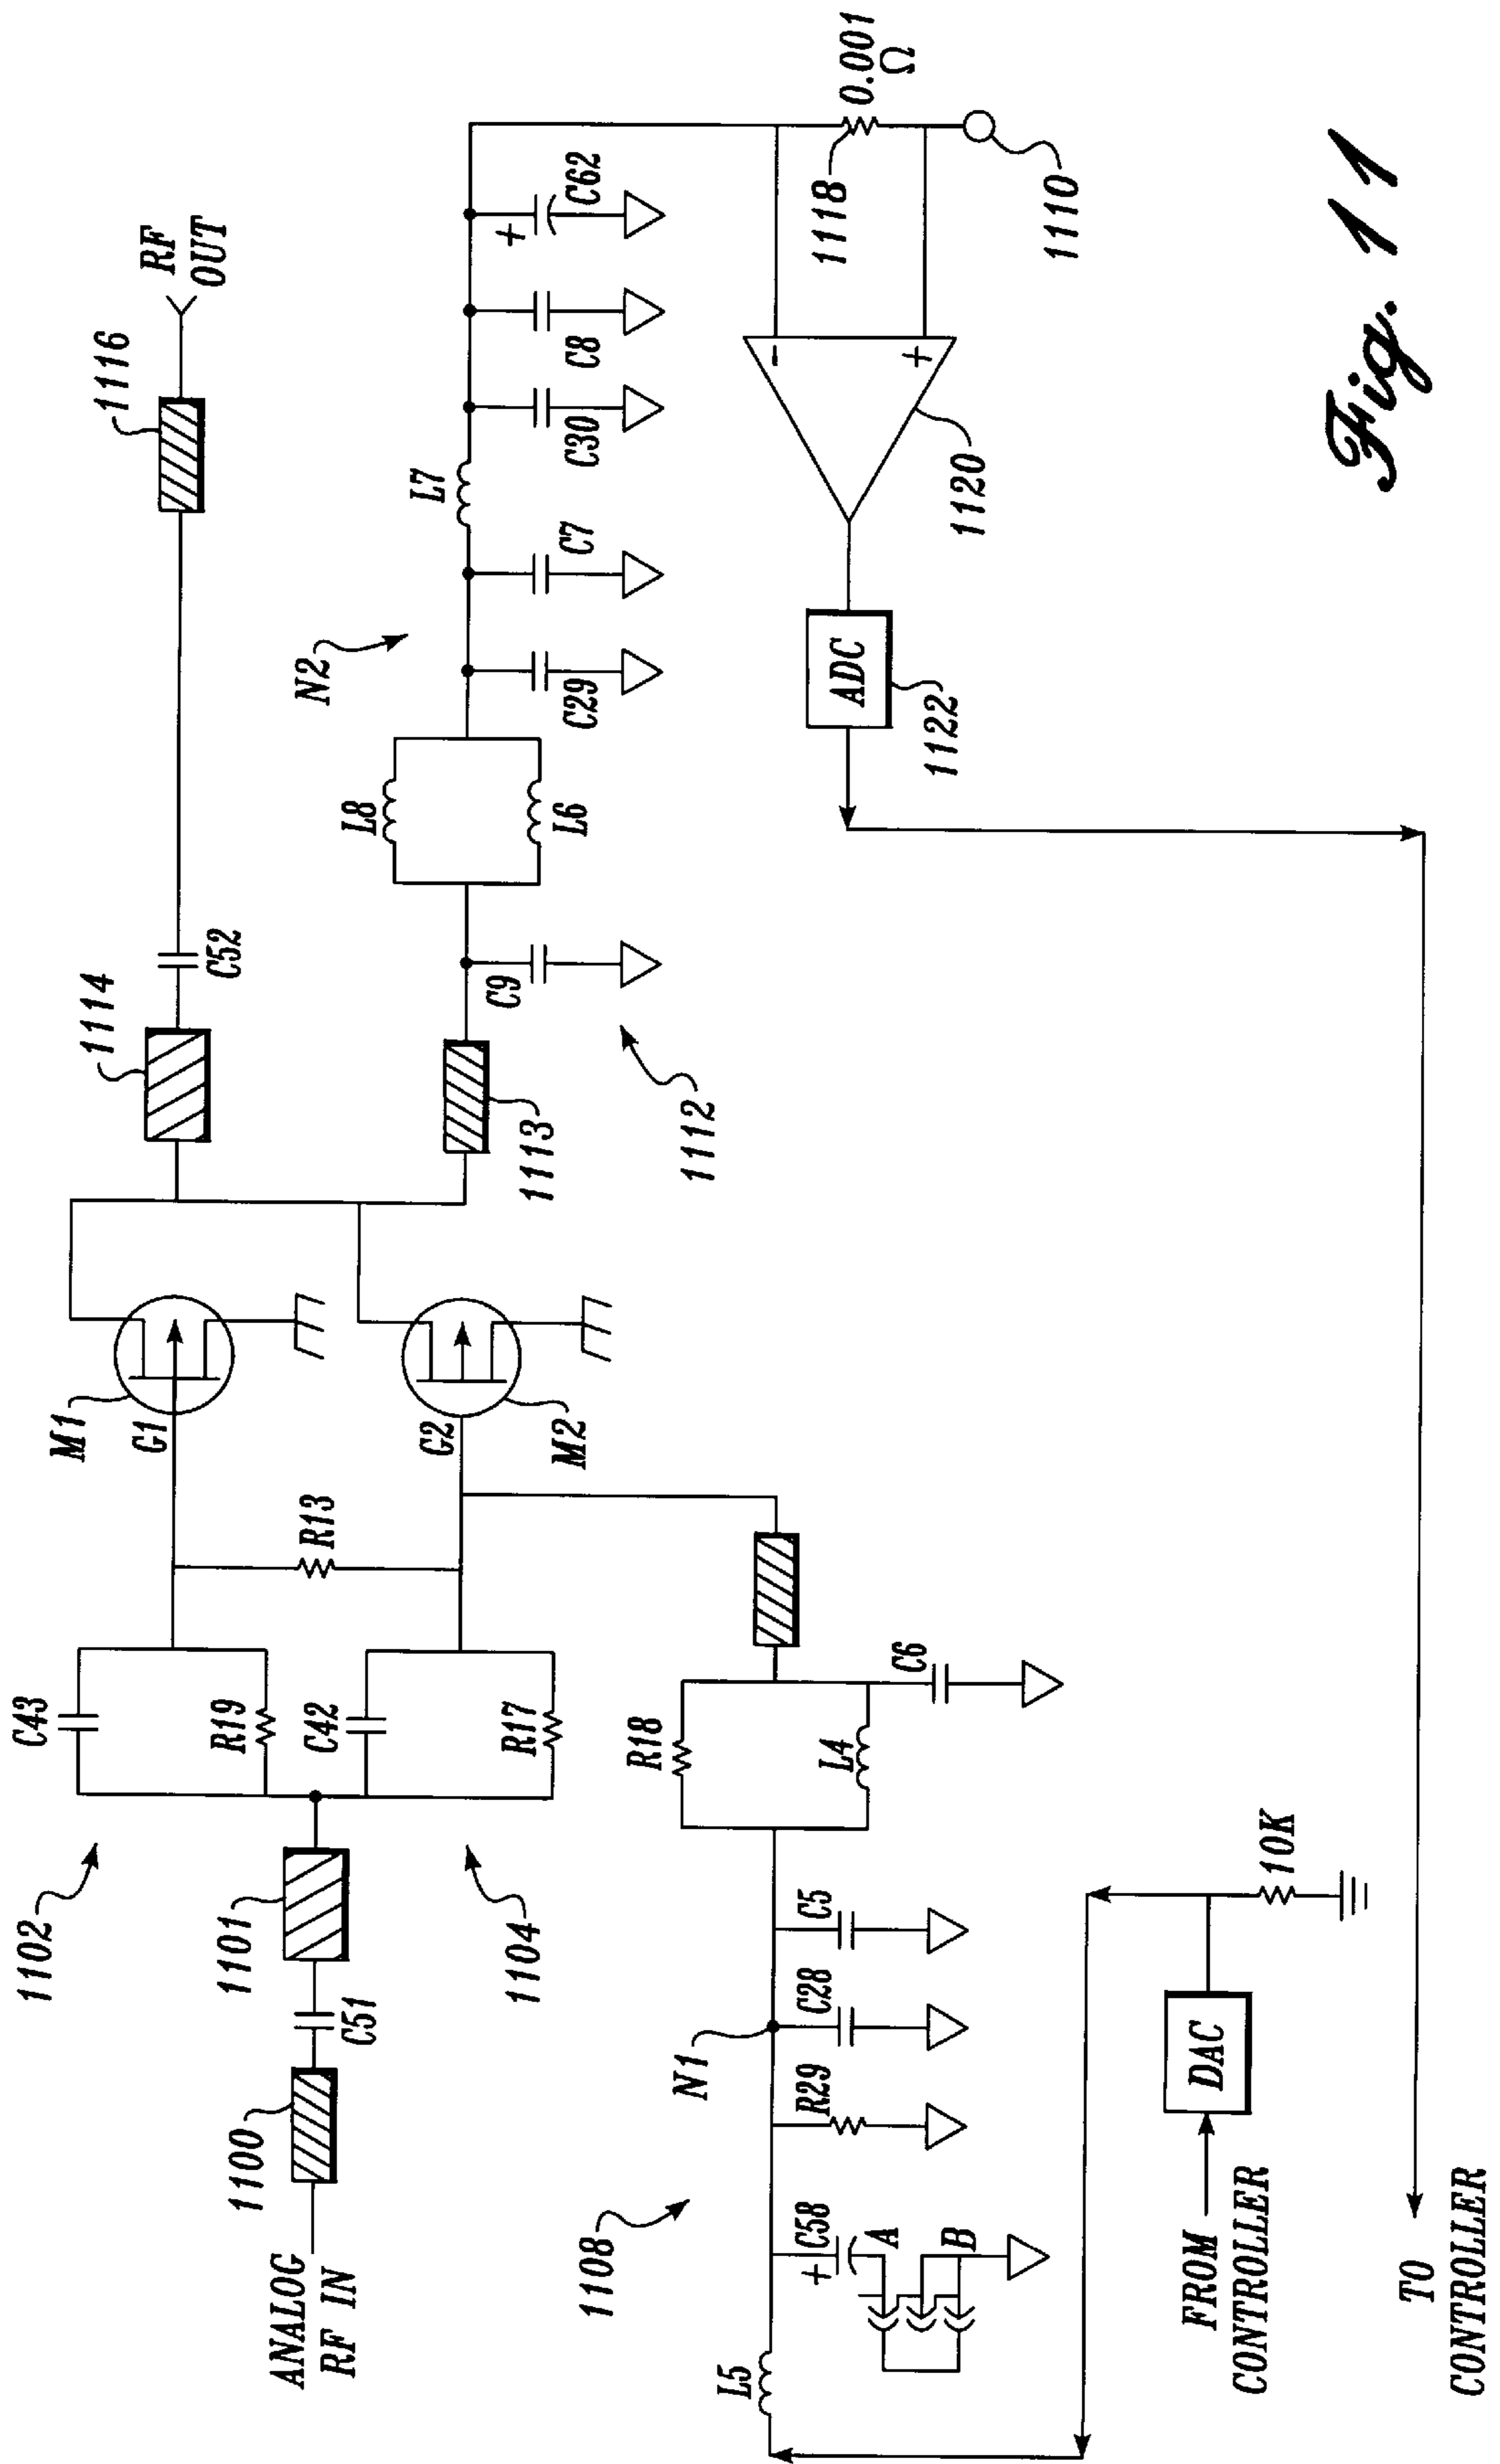 1116
RF
OUT
1114
C52
M1
G1
R13
C43
R19
1102
1101
C51
1100
ANALOG
RF IN
N2
L7
C62
C8
C30
C7
C29
L8
L6
C9
1113
1112
G2
M2
C42
R17
1104
0.001
Ω
1118
1110
-
+
1120
ADC
1122
R18
L4
C6
C5
C28
N1
R29
1108
+
C58
A
B
L5
+
10K
DAC
FROM
CONTROLLER
TO
CONTROLLER
Fig. 11